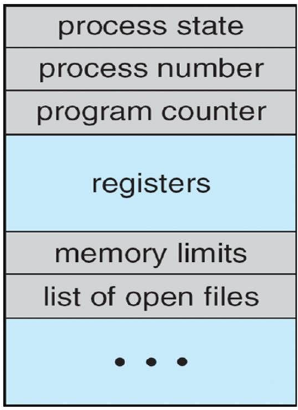 process state
process number
program counter
registers
memory limits
list of open files
• • •